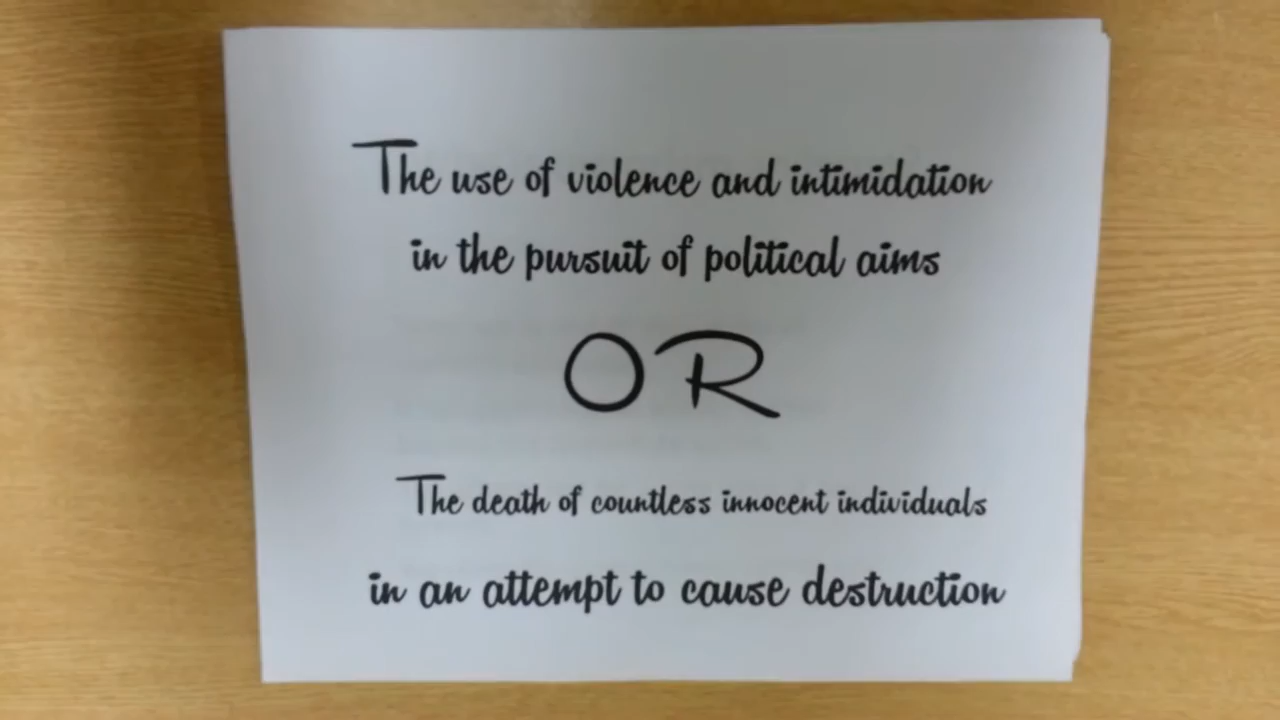 The use of violence and intimidation
in the pursuit of political aims
OR
The death of countless innocent individuals
in an attempt to cause destruction